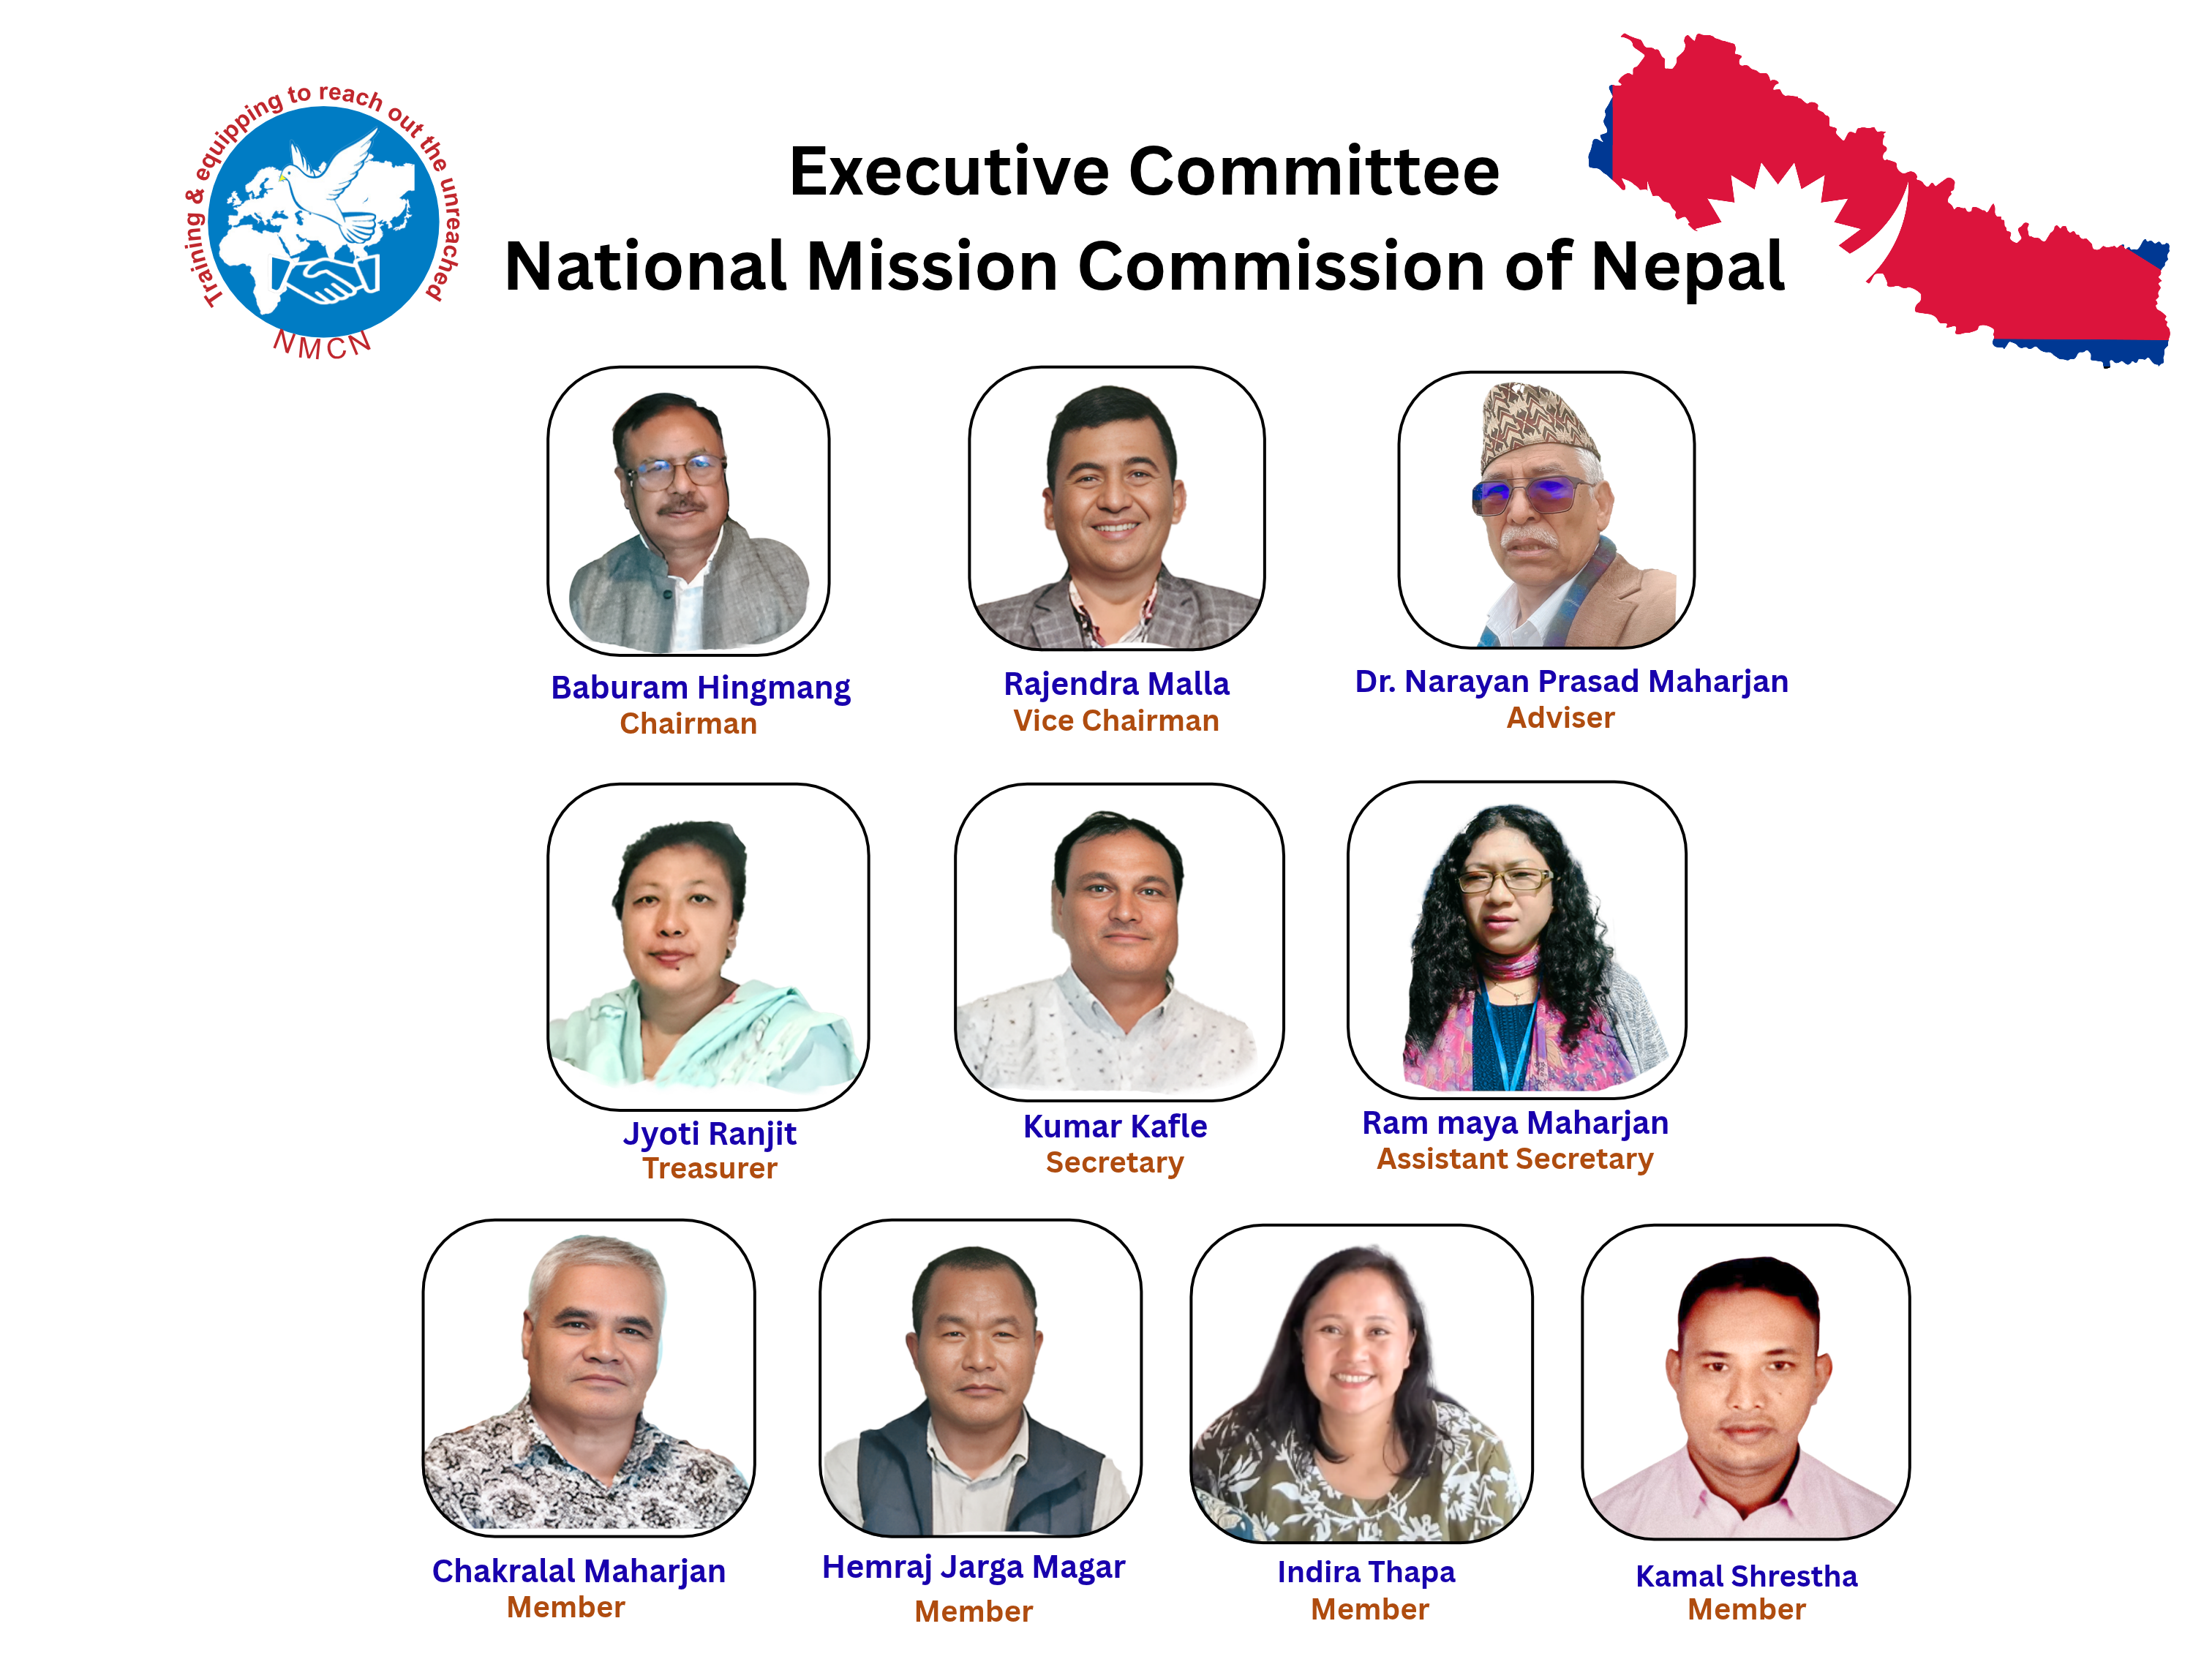 Training & equipping to reach out the unreached
NMCN
Executive Committee
National Mission Commission of Nepal
Baburam Hingmang
Chairman
Rajendra Malla
Vice Chairman
Dr. Narayan Prasad Maharjan
Adviser
Jyoti Ranjit
Treasurer
Kumar Kafle
Secretary
Ram maya Maharjan
Assistant Secretary
Chakralal Maharjan
Member
Hemraj Jarga Magar
Member
Indira Thapa
Member
Kamal Shrestha
Member